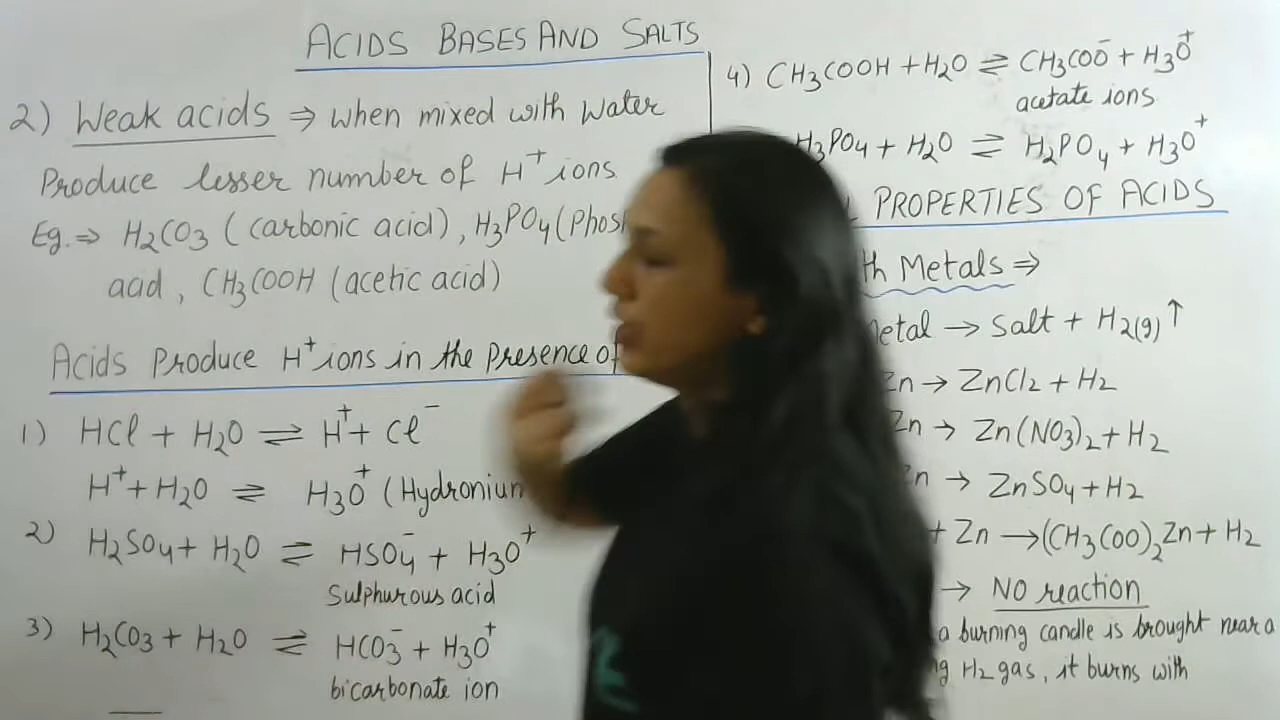 ACIDS BASES AND SALTS
2) Weak acids ⇒ when mixed with water
Produce lesser number of H⁺ ions
Eg. ⇒ H₂CO₃ (carbonic acid), H₃PO₄ (Phos
acid, CH₃COOH (acetic acid)
Acids Produce H⁺ ions in the presence of
1) HCl + H₂O ⇌ H⁺ + Cl⁻
H⁺ + H₂O ⇌ H₃O⁺ (Hydronium
2) H₂SO₄ + H₂O ⇌ HSO₄⁻ + H₃O⁺
Sulphurous acid
3) H₂CO₃ + H₂O ⇌ HCO₃⁻ + H₃O⁺
bicarbonate ion
4) CH₃COOH + H₂O ⇌ CH₃COO⁻ + H₃O⁺
acetate ions
H₃PO₄ + H₂O ⇌ H₂PO₄ + H₃O⁺
L PROPERTIES OF ACIDS
th Metals ⇒
Metal → Salt + H₂(g)↑
Zn → ZnCl₂ + H₂
Zn → Zn(NO₃)₂ + H₂
Zn → ZnSO₄ + H₂
+ Zn → (CH₃COO)₂Zn + H₂
→ NO reaction
a burning candle is brought near a
g H₂ gas, it burns with